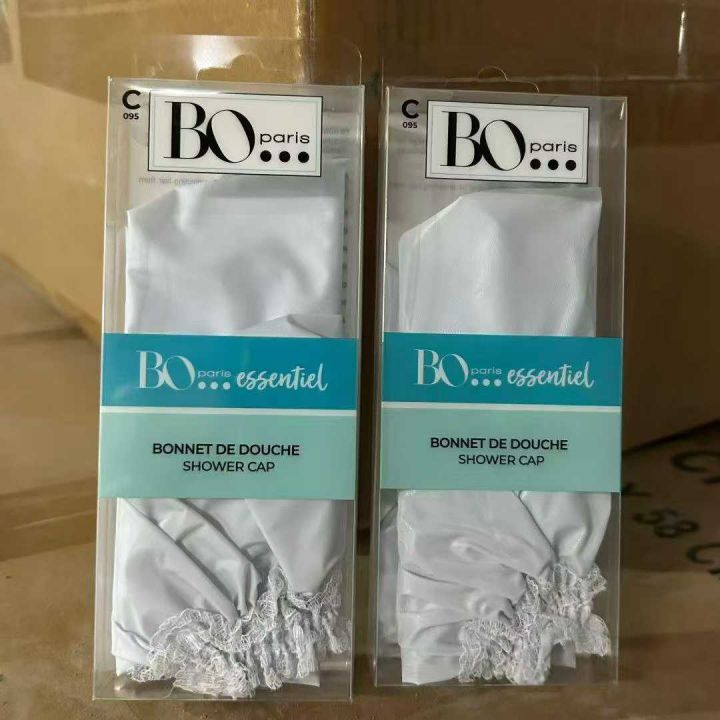 C
095
BO paris
BO paris essentiel
BONNET DE DOUCHE
SHOWER CAP
C
095
BO paris
BO paris essentiel
BONNET DE DOUCHE
SHOWER CAP
58